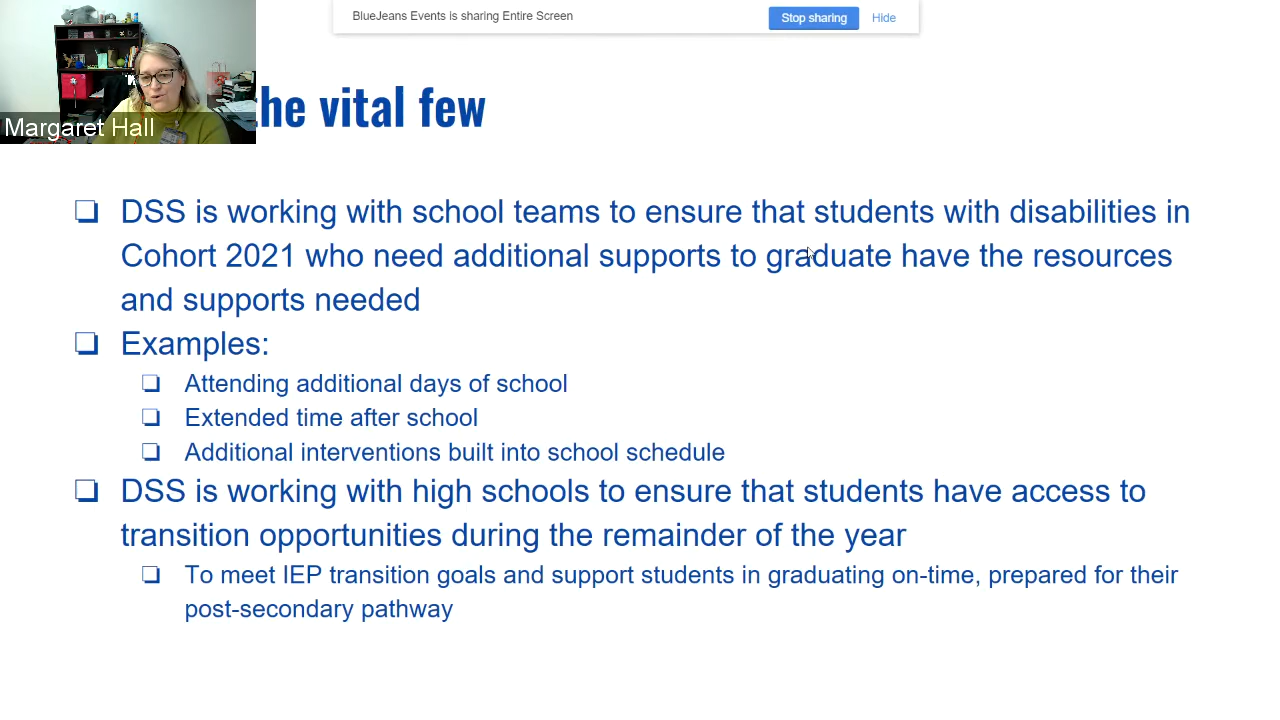 BlueJeans Events is sharing Entire Screen
Stop sharing
Hide
Margaret Hall
the vital few
❏ DSS is working with school teams to ensure that students with disabilities in
Cohort 2021 who need additional supports to graduate have the resources
and supports needed
❏ Examples:
❏ Attending additional days of school
❏ Extended time after school
❏ Additional interventions built into school schedule
❏ DSS is working with high schools to ensure that students have access to
transition opportunities during the remainder of the year
❏ To meet IEP transition goals and support students in graduating on-time, prepared for their
post-secondary pathway